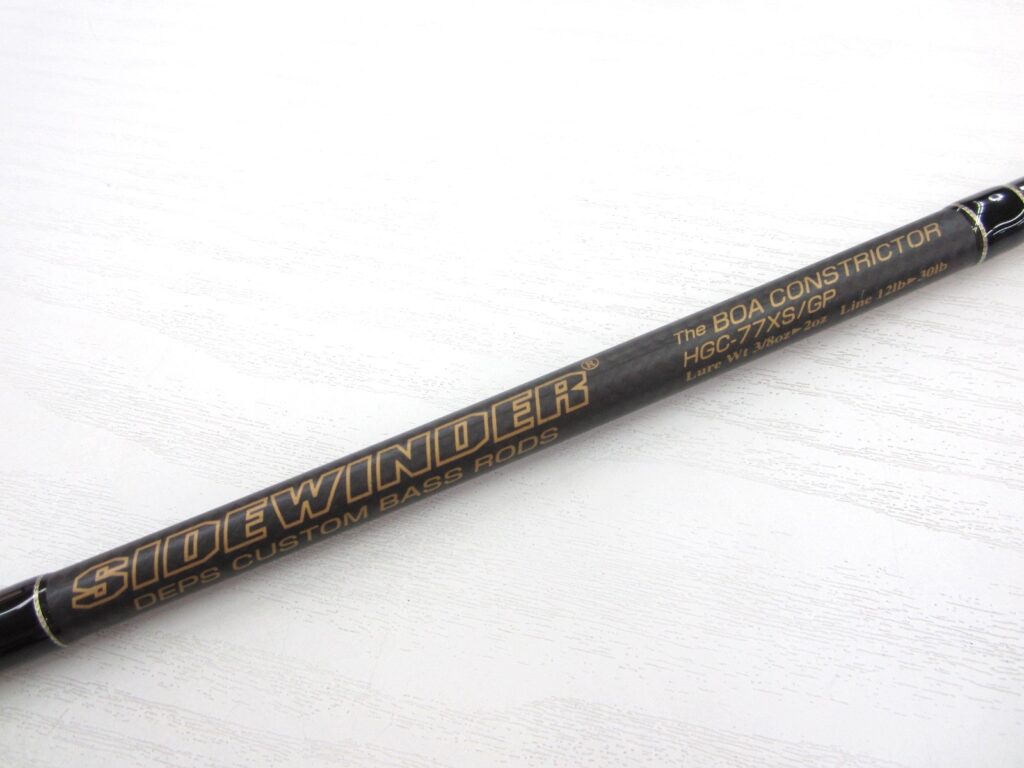 SIDEWINDER®
DEPS CUSTOM BASS RODS
The BOA CONSTRICTOR
HGC-77XS/GP
Lure Wt 3/8oz▸2oz Line 12lb▸30lb